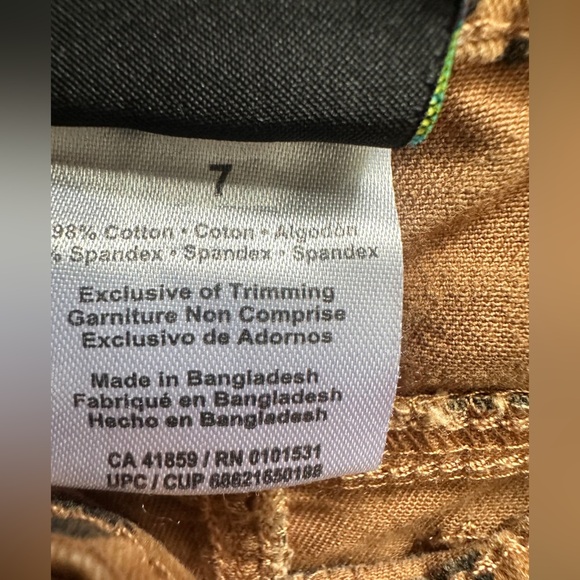 7
98% Cotton • Coton • Algodón
% Spandex • Spandex • Spandex
Exclusive of Trimming
Garniture Non Comprise
Exclusivo de Adornos
Made in Bangladesh
Fabriqué en Bangladesh
Hecho en Bangladesh
CA 41859 / RN 0101531
UPC / CUP